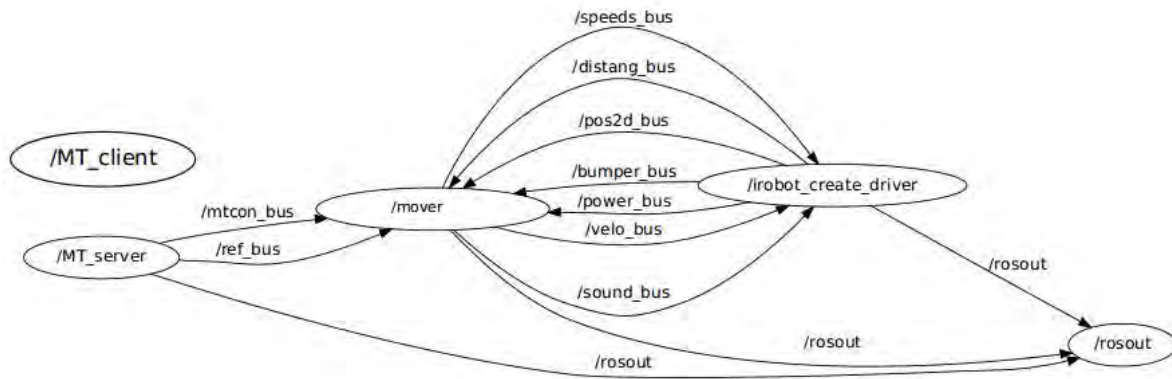 /speeds_bus
/distang_bus
/pos2d_bus
/MT_client
/bumper_bus
/irobot_create_driver
/mover
/power_bus
/mtcon_bus
/velo_bus
/ref_bus
/MT_server
/rosout
/sound_bus
/rosout
/rosout
/rosout